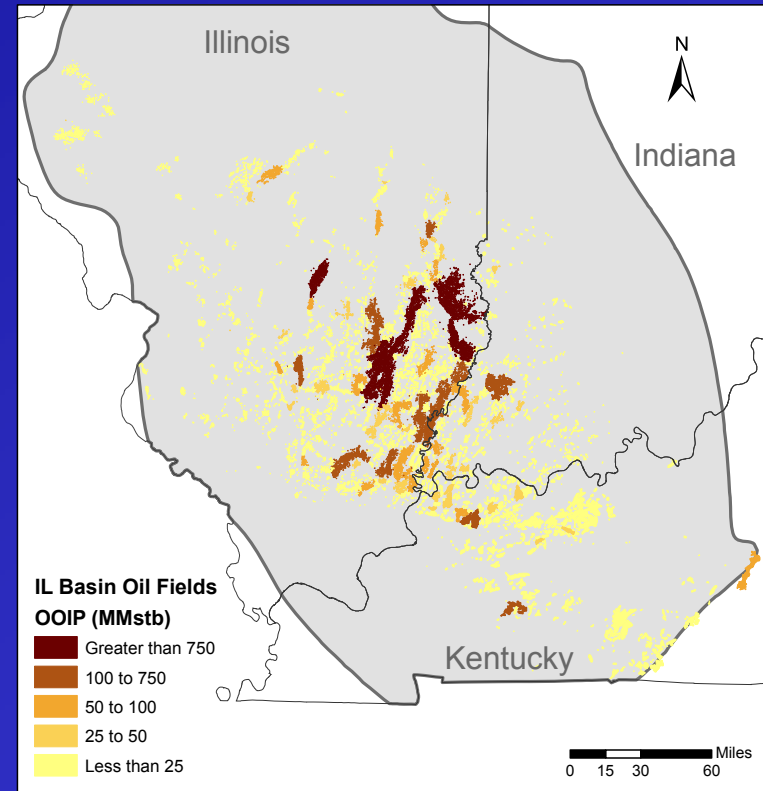 Illinois
N
Indiana
IL Basin Oil Fields
OOIP (MMstb)
Greater than 750
100 to 750
50 to 100
25 to 50
Less than 25
Kentucky
Miles
0 15 30 60